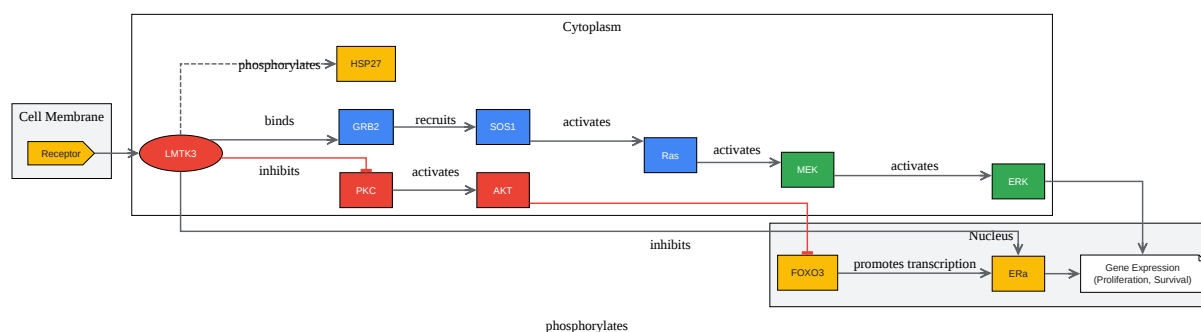 Cytoplasm
phosphorylates
HSP27
Cell Membrane
Receptor
LMTK3
binds
GRB2
recruits
SOS1
activates
Ras
activates
MEK
activates
ERK
inhibits
PKC
activates
AKT
inhibits
Nucleus
FOXO3
promotes transcription
ERa
Gene Expression
(Proliferation, Survival)
phosphorylates